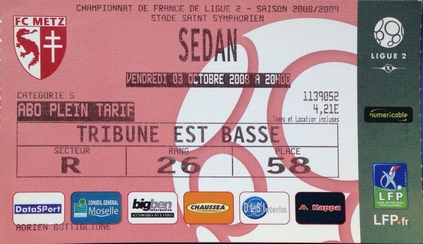 CHAMPIONNAT DE FRANCE DE LIGUE 2 - SAISON 2008/2009
STADE SAINT SYMPHORIEN
FC METZ
SEDAN
LIGUE 2
VENDREDI 03 OCTOBRE 2008 A 20H00
CATEGORIE 5
1139052
ABO PLEIN TARIF
4,21E
Taxes et Location incluses
numericable
TRIBUNE EST BASSE
SECTEUR RANG PLACE
R 26 58
LFP
DataSPort
CONSEIL GENERAL
Moselle
bigben
CHAUSSEA
Kappa
LFP.fr
ADRIEN BOTTIGLIONE